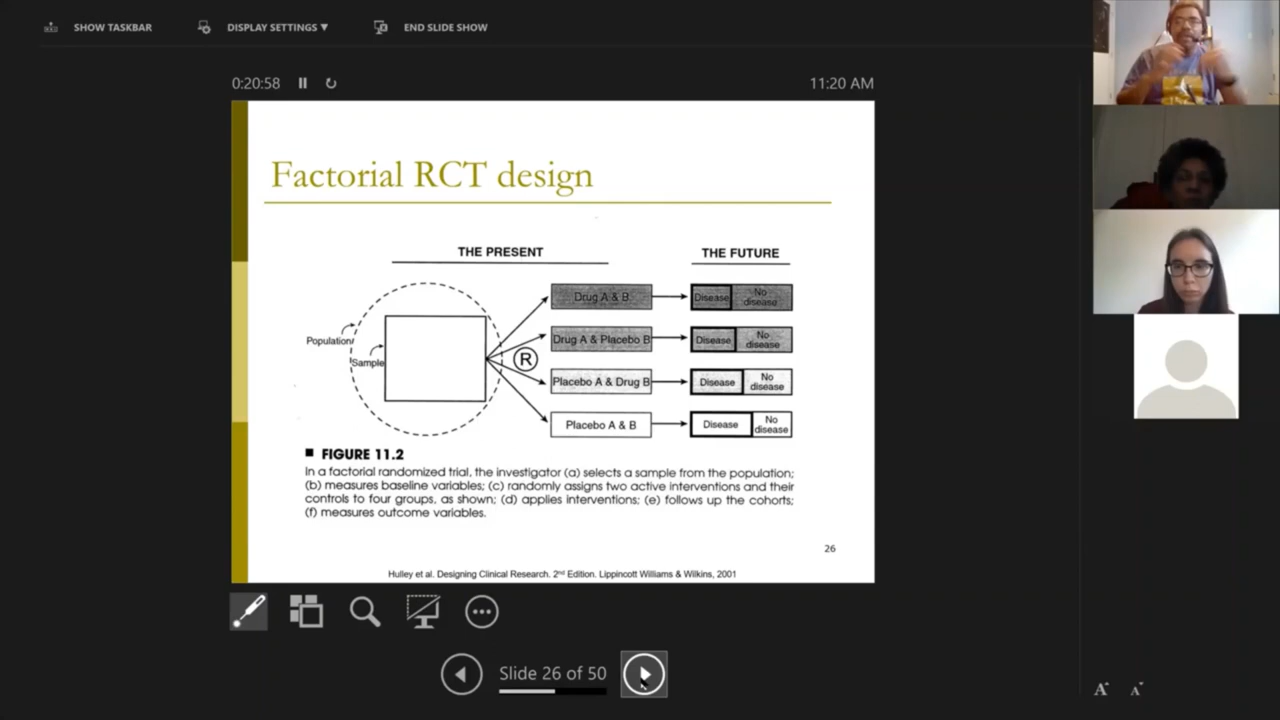 SHOW TASKBAR
DISPLAY SETTINGS ▼
END SLIDE SHOW
0:20:58
11:20 AM
Factorial RCT design
THE PRESENT
THE FUTURE
Population
Sample
R
Drug A & B
Disease
No
disease
Drug A & Placebo B
Disease
No
disease
Placebo A & Drug B
Disease
No
disease
Placebo A & B
Disease
No
disease
■ FIGURE 11.2
In a factorial randomized trial, the investigator (a) selects a sample from the population;
(b) measures baseline variables; (c) randomly assigns two active interventions and their
controls to four groups, as shown; (d) applies interventions; (e) follows up the cohorts;
(f) measures outcome variables.
26
Hulley et al. Designing Clinical Research. 2nd Edition. Lippincott Williams & Wilkins, 2001
Slide 26 of 50
A A